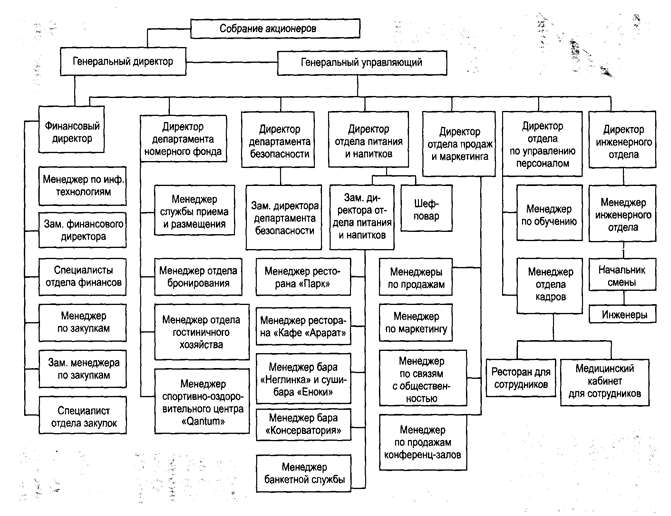 Собрание акционеров
Генеральный директор
Генеральный управляющий
Финансовый
директор
Директор
департамента
номерного фонда
Директор
департамента
безопасности
Директор
отдела питания
и напитков
Директор
отдела продаж
и маркетинга
Директор отдела
по управлению
персоналом
Директор
инженерного
отдела
Менеджер по инф.
технологиям
Зам. финансового
директора
Специалисты
отдела финансов
Менеджер
по закупкам
Зам. менеджера
по закупкам
Специалист
отдела закупок
Менеджер
службы приема
и размещения
Менеджер отдела
бронирования
Менеджер отдела
гостиничного
хозяйства
Менеджер
спортивно-оздоро-
вительного центра
«Qantum»
Зам. директора
департамента
безопасности
Зам. ди-
ректора от-
дела питания
и напитков
Шеф-
повар
Менеджер ресто-
рана «Парк»
Менеджер рестора-
на «Кафе «Арарат»
Менеджер бара
«Неглинка» и суши-
бара «Еноки»
Менеджер бара
«Консерватория»
Менеджер
банкетной службы
Менеджеры
по продажам
Менеджер
по маркетингу
Менеджер
по связям
с обществен-
ностью
Менеджер
по продажам
конференц-залов
Менеджер
по обучению
Менеджер
отдела
кадров
Ресторан для
сотрудников
Медицинский
кабинет
для сотрудников
Менеджер
инженерного
отдела
Начальник
смены
Инженеры